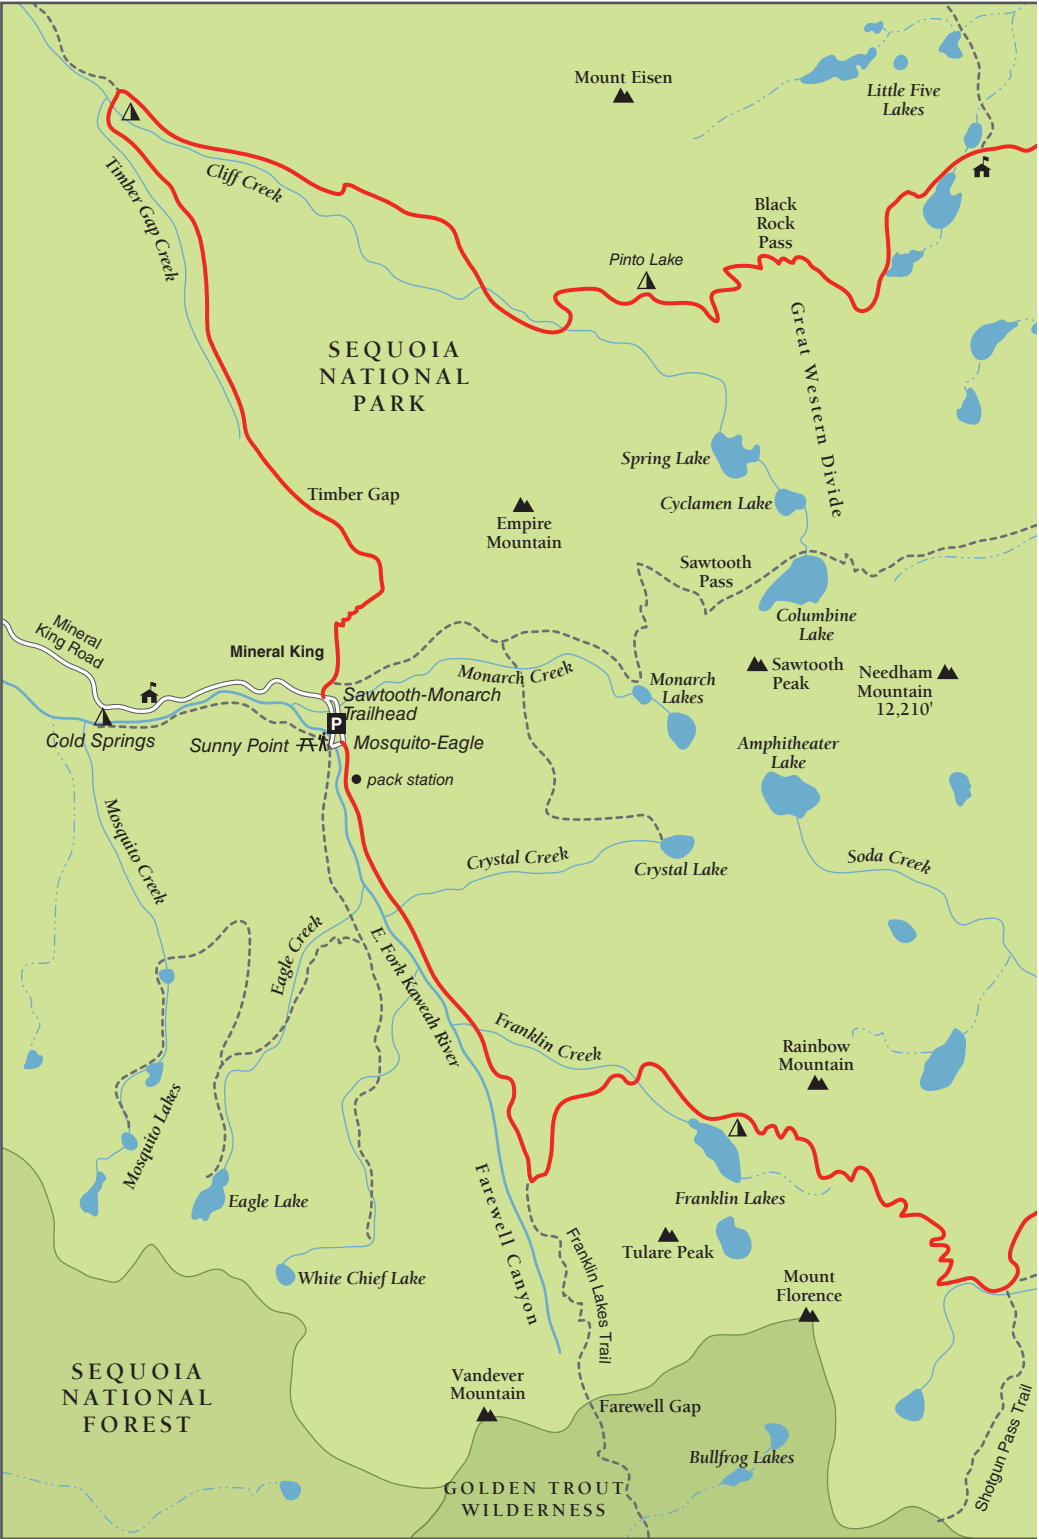 Mount Eisen
Little Five
Lakes
Timber Gap Creek
Cliff Creek
Black
Rock
Pass
Pinto Lake
Great Western Divide
SEQUOIA
NATIONAL
PARK
Spring Lake
Cyclamen Lake
Timber Gap
Empire
Mountain
Sawtooth
Pass
Columbine
Lake
Mineral
King Road
Mineral King
Monarch Creek
Sawtooth
Peak
Needham
Mountain
12,210'
Monarch
Lakes
Sawtooth-Monarch
Trailhead
P
Cold Springs
Sunny Point
Mosquito-Eagle
Amphitheater
Lake
pack station
Mosquito Creek
Crystal Creek
Crystal Lake
Soda Creek
Eagle Creek
E. Fork Kaweah River
Franklin Creek
Rainbow
Mountain
Mosquito Lakes
Eagle Lake
Farewell Canyon
Franklin Lakes
Tulare Peak
Franklin Lakes Trail
White Chief Lake
Mount
Florence
SEQUOIA
NATIONAL
FOREST
Vandever
Mountain
Farewell Gap
Shotgun Pass Trail
Bullfrog Lakes
GOLDEN TROUT
WILDERNESS